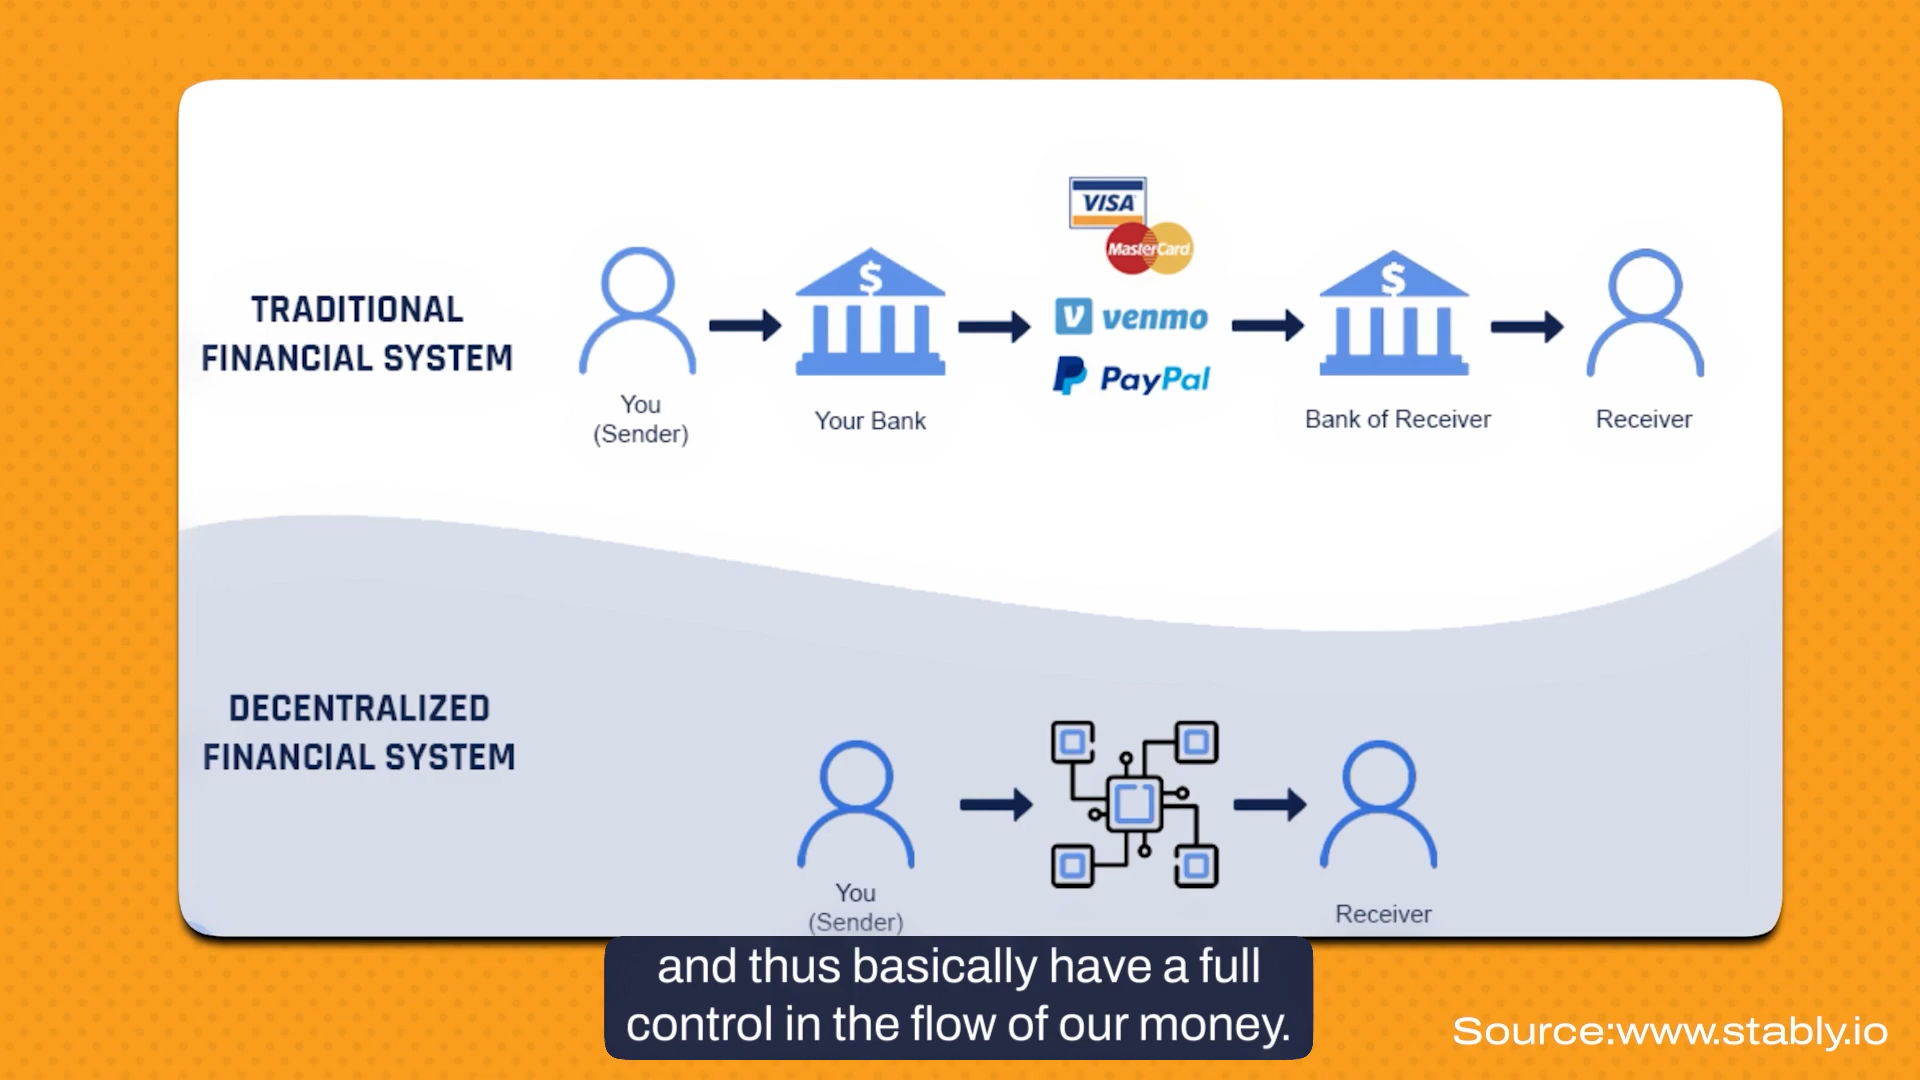 VISA
MasterCard
TRADITIONAL
FINANCIAL SYSTEM
$
$
venmo
PayPal
You
(Sender)
Your Bank
Bank of Receiver
Receiver
DECENTRALIZED
FINANCIAL SYSTEM
You
(Sender)
Receiver
and thus basically have a full
control in the flow of our money.
Source:www.stably.io